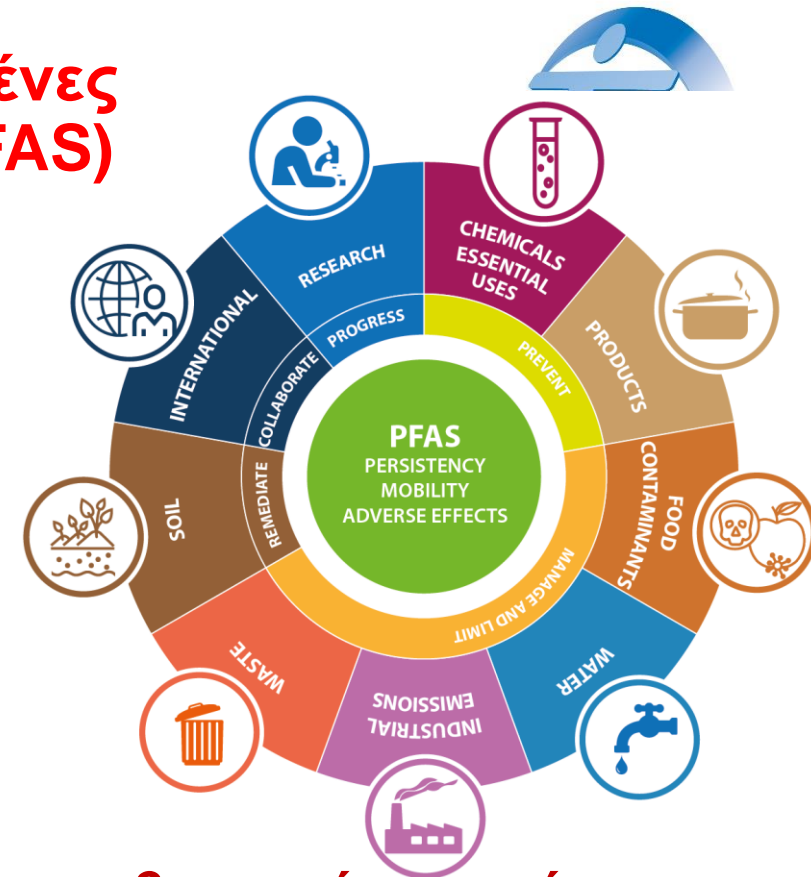 ένες
FAS)
RESEARCH
PROGRESS
CHEMICALS
ESSENTIAL
USES
PREVENT
PRODUCTS
FOOD
CONTAMINANTS
MANAGE AND LIMIT
WATER
INDUSTRIAL
EMISSIONS
WASTE
SOIL
REMEDIATE
INTERNATIONAL
COLLABORATE
PFAS
PERSISTENCY
MOBILITY
ADVERSE EFFECTS